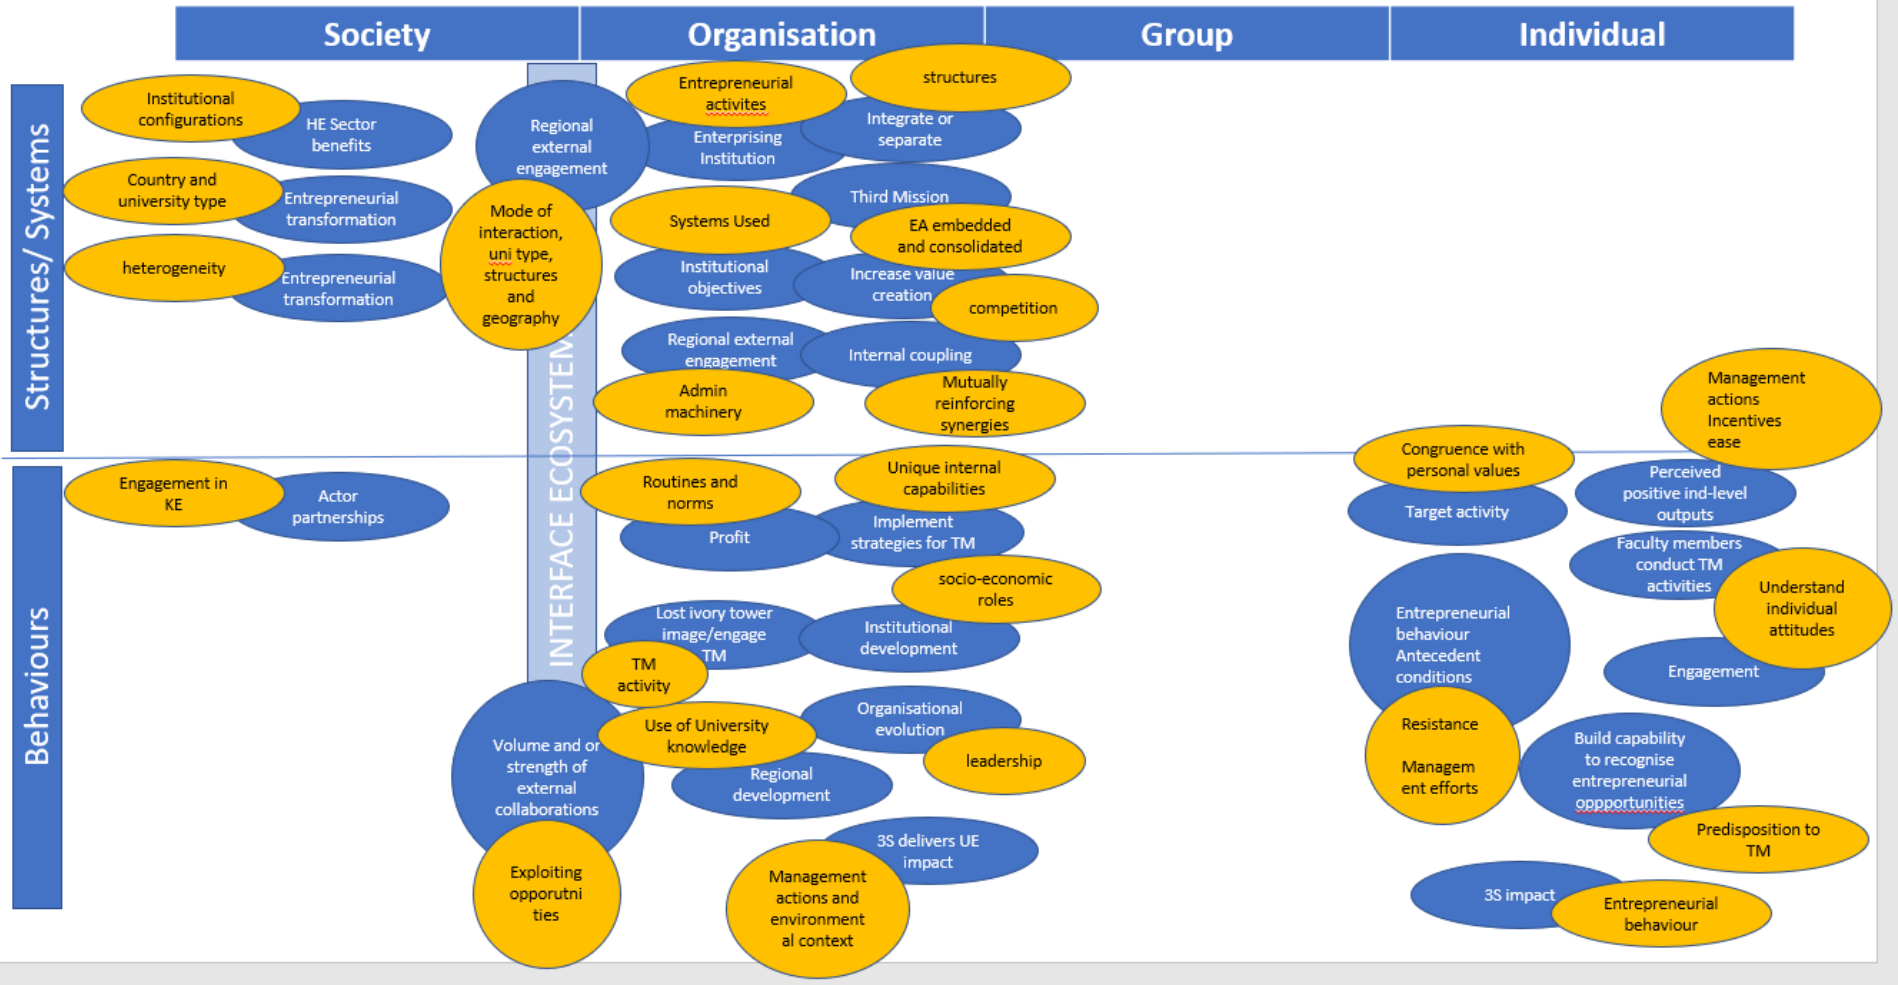 Society
Organisation
Group
Individual
Structures/ Systems
Behaviours
INTERFACE ECOSYSTEM
Institutional
configurations
HE Sector
benefits
Country and
university type
Entrepreneurial
transformation
heterogeneity
Entrepreneurial
transformation
Regional
external
engagement
Mode of
interaction,
uni type,
structures
and
geography
Entrepreneurial
activites
structures
Enterprising
Institution
Integrate or
separate
Third Mission
Systems Used
EA embedded
and consolidated
Institutional
objectives
Increase value
creation
competition
Regional external
engagement
Internal coupling
Admin
machinery
Mutually
reinforcing
synergies
Management
actions
Incentives
ease
Congruence with
personal values
Perceived
positive ind-level
outputs
Target activity
Engagement in
KE
Actor
partnerships
Routines and
norms
Unique internal
capabilities
Profit
Implement
strategies for TM
socio-economic
roles
Lost ivory tower
image/engage
TM
Institutional
development
TM
activity
Organisational
evolution
Use of University
knowledge
leadership
Volume and or
strength of
external
collaborations
Regional
development
3S delivers UE
impact
Exploiting
opporutni
ties
Management
actions and
environment
al context
Faculty members
conduct TM
activities
Understand
individual
attitudes
Entrepreneurial
behaviour
Antecedent
conditions
Engagement
Resistance
Managem
ent efforts
Build capability
to recognise
entrepreneurial
oppportunities
Predisposition to
TM
3S impact
Entrepreneurial
behaviour